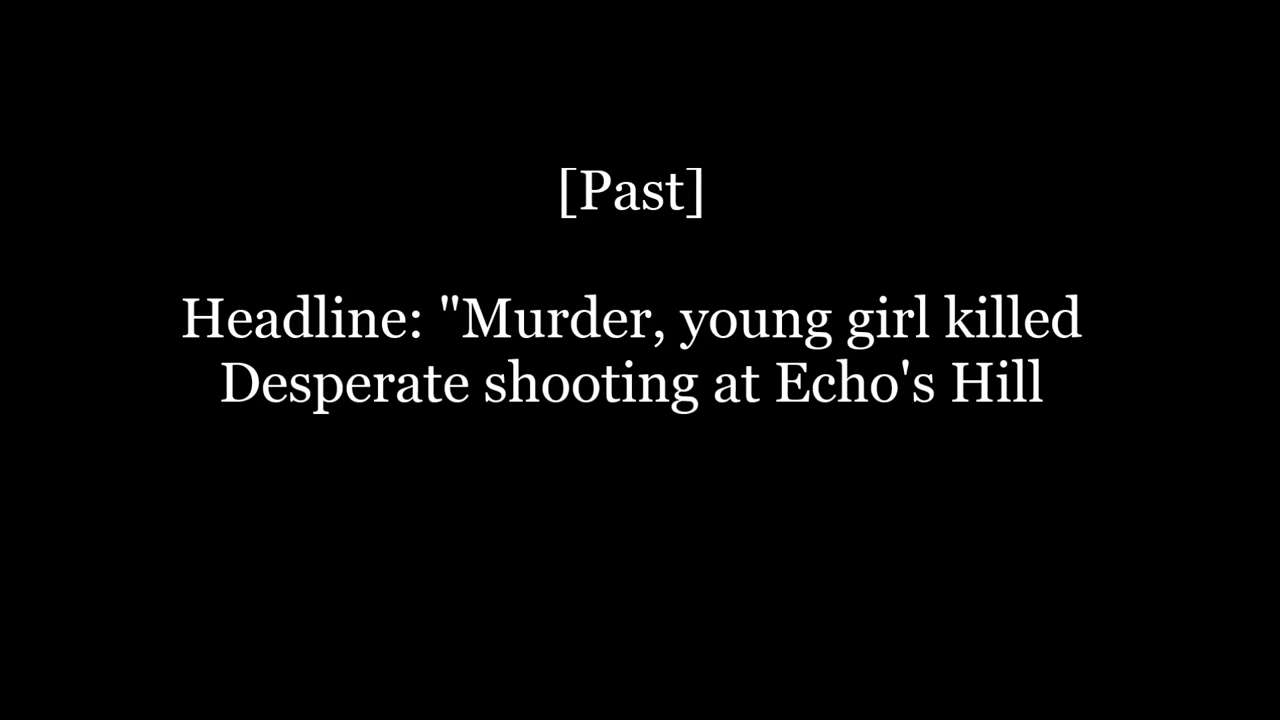 [Past]
Headline: "Murder, young girl killed
Desperate shooting at Echo's Hill